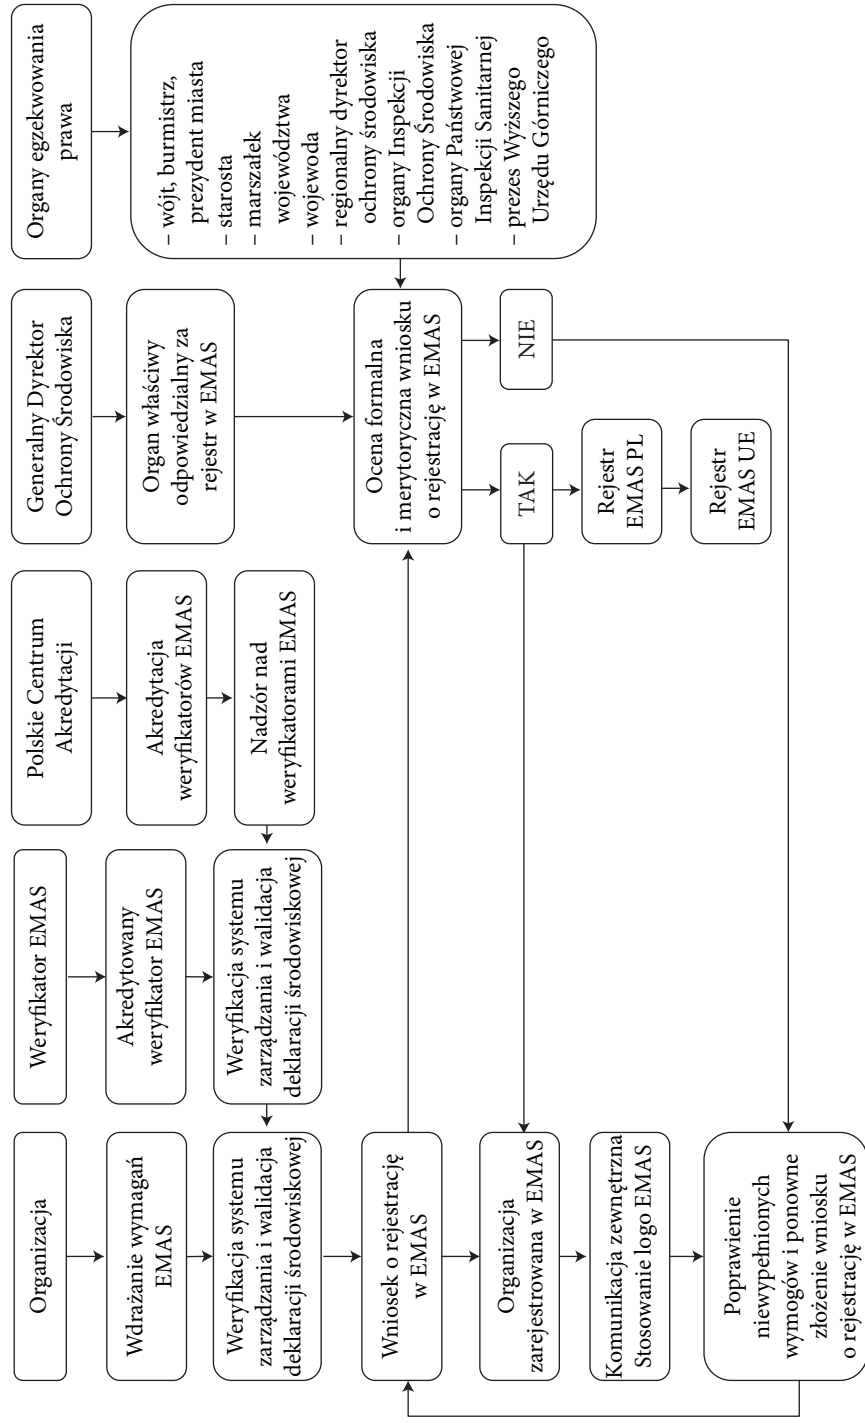 Organizacja
Wdrażanie wymagań
EMAS
Weryfikacja systemu
zarządzania i walidacja
deklaracji środowiskowej
Wniosek o rejestrację
w EMAS
Organizacja
zarejestrowana w EMAS
Komunikacja zewnętrzna
Stosowanie logo EMAS
Poprawienie
niewypełnionych
wymogów i ponowne
złożenie wniosku
o rejestrację w EMAS
Weryfikator EMAS
Akredytowany
weryfikator EMAS
Weryfikacja systemu
zarządzania i walidacja
deklaracji środowiskowej
Polskie Centrum
Akredytacji
Akredytacja
weryfikatorów EMAS
Nadzór nad
weryfikatorami EMAS
Generalny Dyrektor
Ochrony Środowiska
Organ właściwy
odpowiedzialny za
rejestr w EMAS
Ocena formalna
i merytoryczna wniosku
o rejestrację w EMAS
TAK
NIE
Rejestr
EMAS PL
Rejestr
EMAS UE
Organy egzekwowania
prawa
– wójt, burmistrz,
prezydent miasta
– starosta
– marszałek
województwa
– wojewoda
– regionalny dyrektor
ochrony środowiska
– organy Inspekcji
Ochrony Środowiska
– organy Państwowej
Inspekcji Sanitarnej
– prezes Wyższego
Urzędu Górniczego